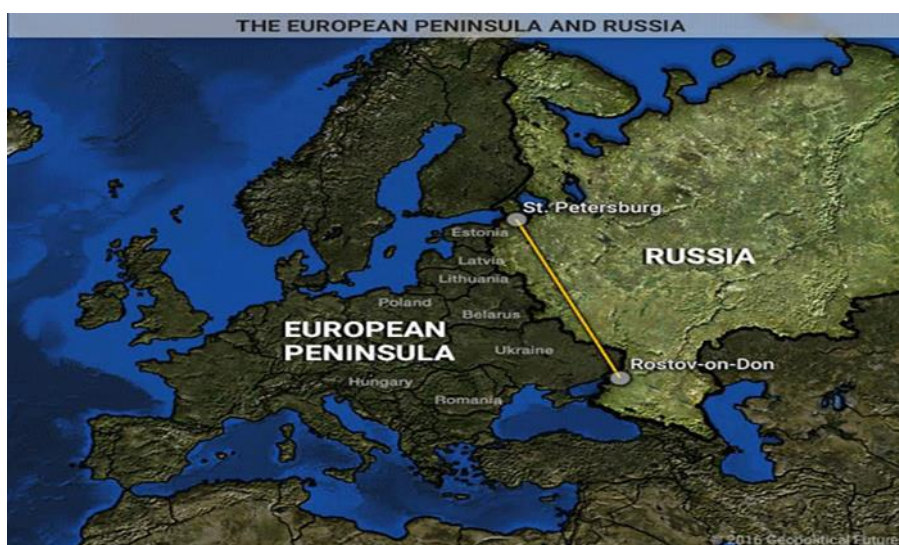 THE EUROPEAN PENINSULA AND RUSSIA
St. Petersburg
Estonia
Latvia
RUSSIA
Lithuania
Poland
Belarus
EUROPEAN
PENINSULA
Ukraine
Rostov-on-Don
Hungary
Romania
© 2016 Geopolitical Future